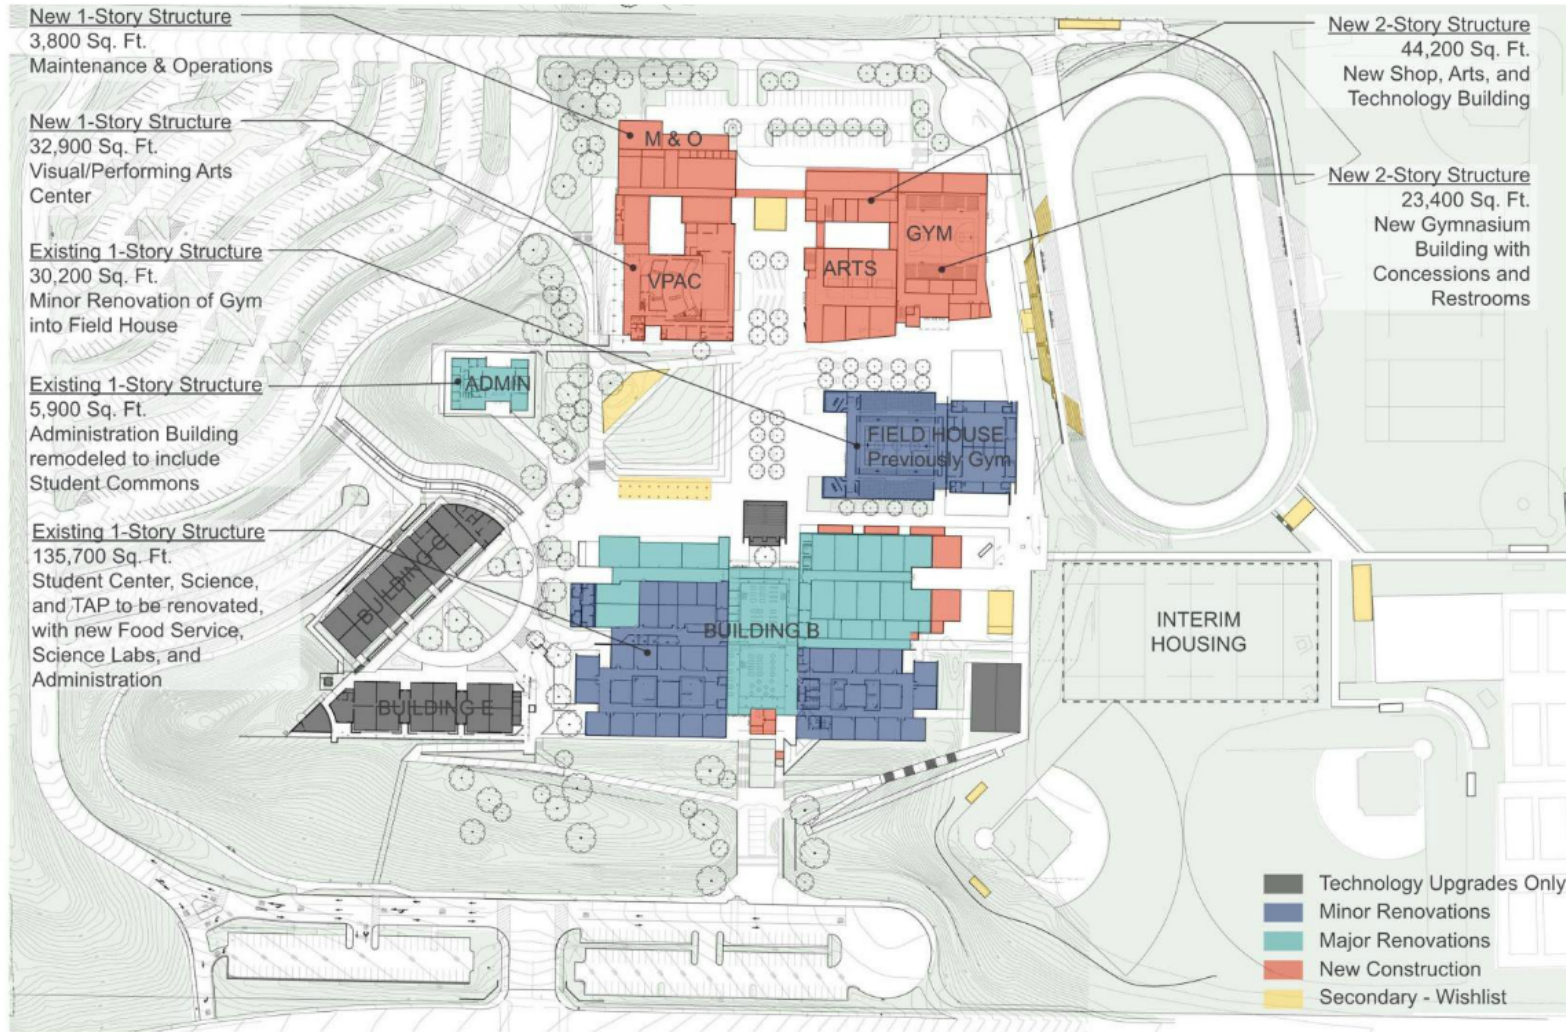 New 1-Story Structure
3,800 Sq. Ft.
Maintenance & Operations
New 1-Story Structure
32,900 Sq. Ft.
Visual/Performing Arts
Center
Existing 1-Story Structure
30,200 Sq. Ft.
Minor Renovation of Gym
into Field House
Existing 1-Story Structure
5,900 Sq. Ft.
Administration Building
remodeled to include
Student Commons
Existing 1-Story Structure
135,700 Sq. Ft.
Student Center, Science,
and TAP to be renovated,
with new Food Service,
Science Labs, and
Administration
New 2-Story Structure
44,200 Sq. Ft.
New Shop, Arts, and
Technology Building
New 2-Story Structure
23,400 Sq. Ft.
New Gymnasium
Building with
Concessions and
Restrooms
M & O
VPAC
GYM
ARTS
ADMIN
FIELD HOUSE
Previously Gym
BUILDING B
BUILDING E
INTERIM
HOUSING
Technology Upgrades Only
Minor Renovations
Major Renovations
New Construction
Secondary - Wishlist